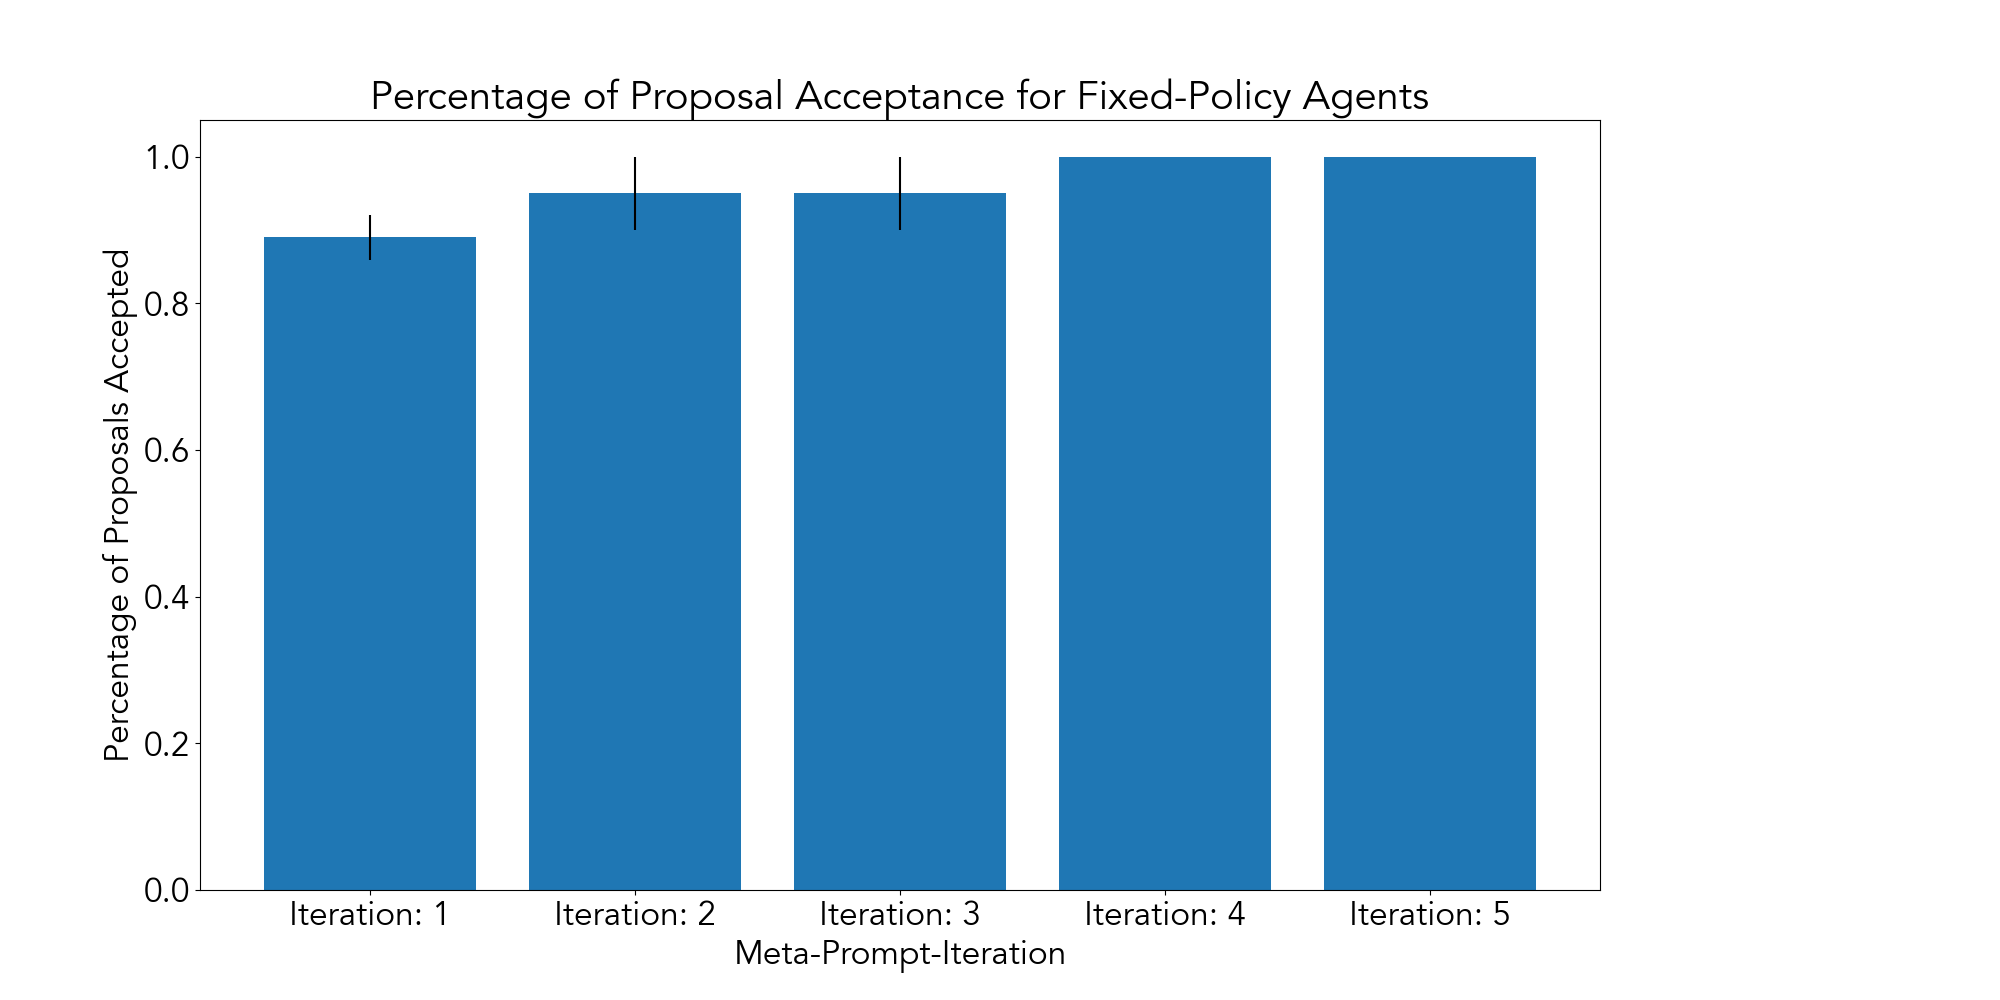 Percentage of Proposal Acceptance for Fixed-Policy Agents
Percentage of Proposals Accepted
1.0
0.8
0.6
0.4
0.2
0.0
Iteration: 1 Iteration: 2 Iteration: 3 Iteration: 4 Iteration: 5
Meta-Prompt-Iteration